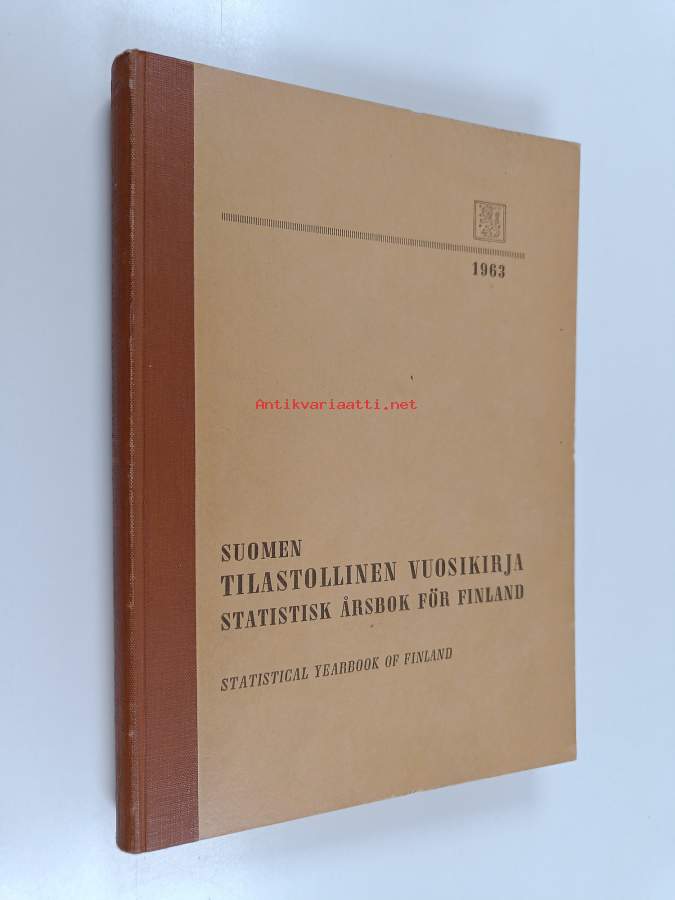 1963
Antikvariaatti.net
SUOMEN
TILASTOLLINEN VUOSIKIRJA
STATISTISK ÅRSBOK FÖR FINLAND
STATISTICAL YEARBOOK OF FINLAND